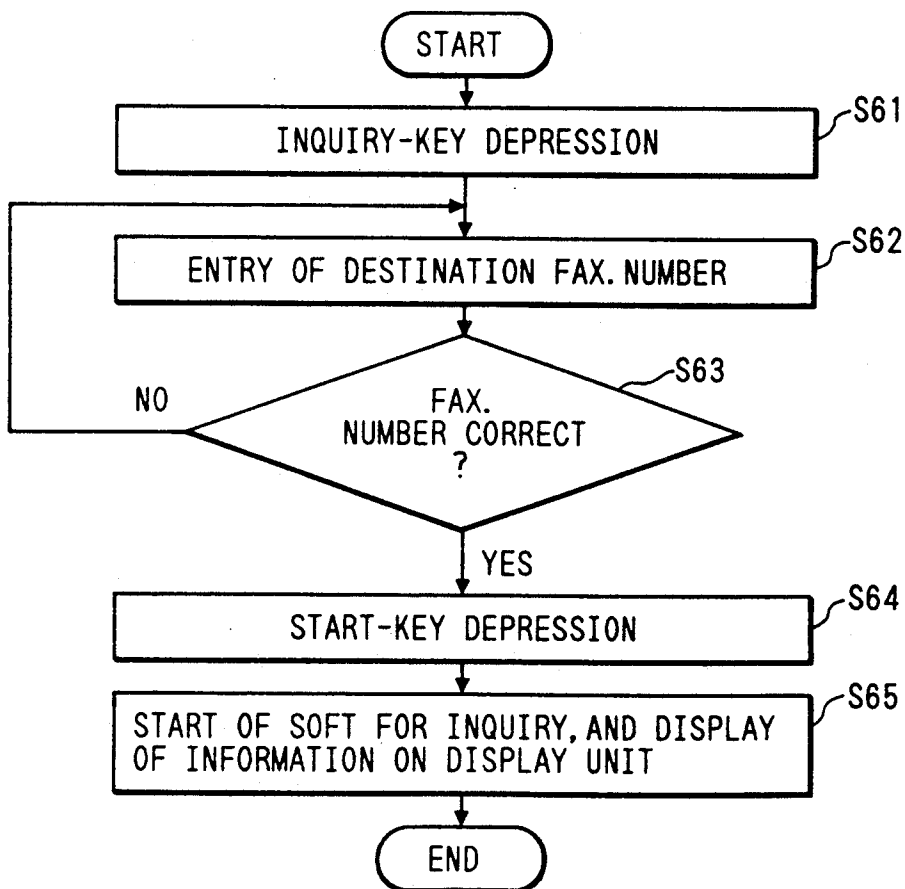 START
S61
INQUIRY-KEY DEPRESSION
S62
ENTRY OF DESTINATION FAX. NUMBER
S63
NO
FAX.
NUMBER CORRECT
?
YES
S64
START-KEY DEPRESSION
S65
START OF SOFT FOR INQUIRY, AND DISPLAY
OF INFORMATION ON DISPLAY UNIT
END